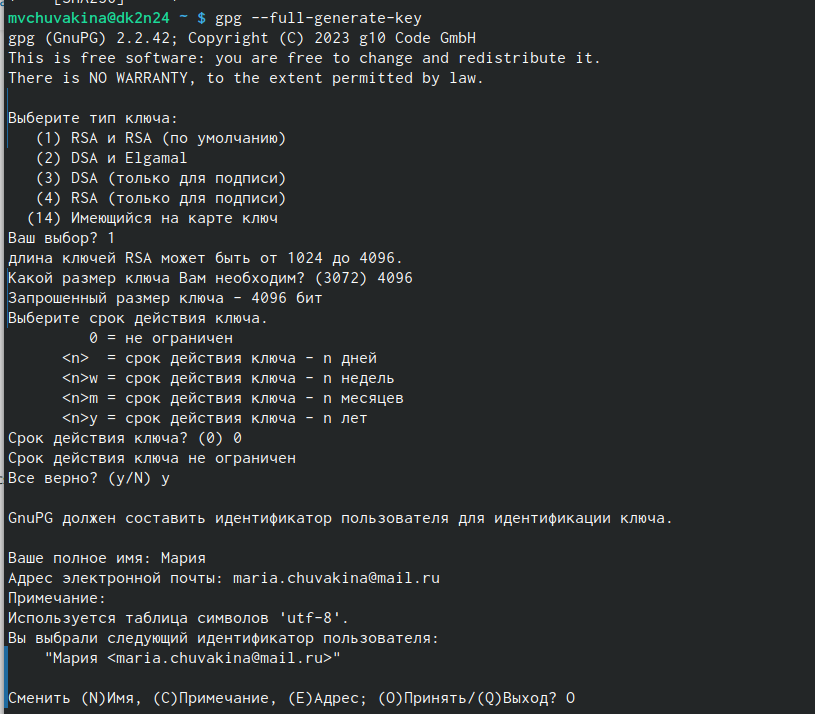 mvchuvakina@dk2n24 ~ $ gpg --full-generate-key
gpg (GnuPG) 2.2.42; Copyright (C) 2023 g10 Code GmbH
This is free software: you are free to change and redistribute it.
There is NO WARRANTY, to the extent permitted by law.

Выберите тип ключа:
   (1) RSA и RSA (по умолчанию)
   (2) DSA и Elgamal
   (3) DSA (только для подписи)
   (4) RSA (только для подписи)
  (14) Имеющийся на карте ключ
Ваш выбор? 1
длина ключей RSA может быть от 1024 до 4096.
Какой размер ключа Вам необходим? (3072) 4096
Запрошенный размер ключа - 4096 бит
Выберите срок действия ключа.
         0 = не ограничен
      <n>  = срок действия ключа - n дней
      <n>w = срок действия ключа - n недель
      <n>m = срок действия ключа - n месяцев
      <n>y = срок действия ключа - n лет
Срок действия ключа? (0) 0
Срок действия ключа не ограничен
Все верно? (y/N) y

GnuPG должен составить идентификатор пользователя для идентификации ключа.

Ваше полное имя: Мария
Адрес электронной почты: maria.chuvakina@mail.ru
Примечание:
Используется таблица символов 'utf-8'.
Вы выбрали следующий идентификатор пользователя:
    "Мария <maria.chuvakina@mail.ru>"

Сменить (N)Имя, (C)Примечание, (E)Адрес; (O)Принять/(Q)Выход? O